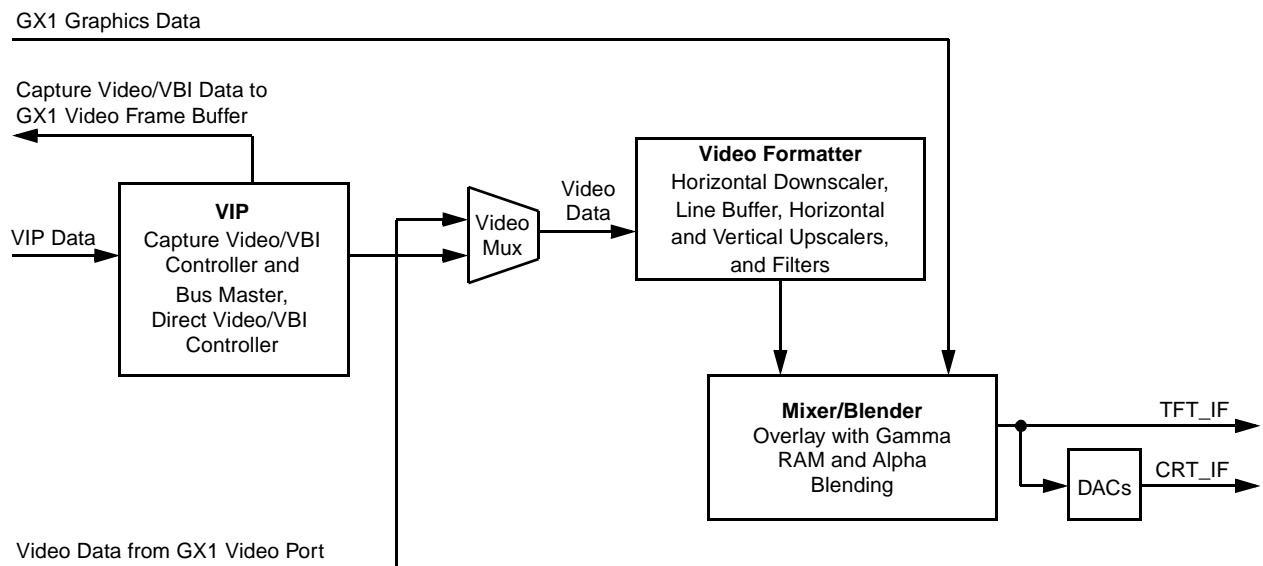 GX1 Graphics Data
Capture Video/VBI Data to
GX1 Video Frame Buffer
VIP Data
VIP
Capture Video/VBI
Controller and
Bus Master,
Direct Video/VBI
Controller
Video
Mux
Video
Data
Video Formatter
Horizontal Downscaler,
Line Buffer, Horizontal
and Vertical Upscalers,
and Filters
Mixer/Blender
Overlay with Gamma
RAM and Alpha
Blending
TFT_IF
DACs
CRT_IF
Video Data from GX1 Video Port